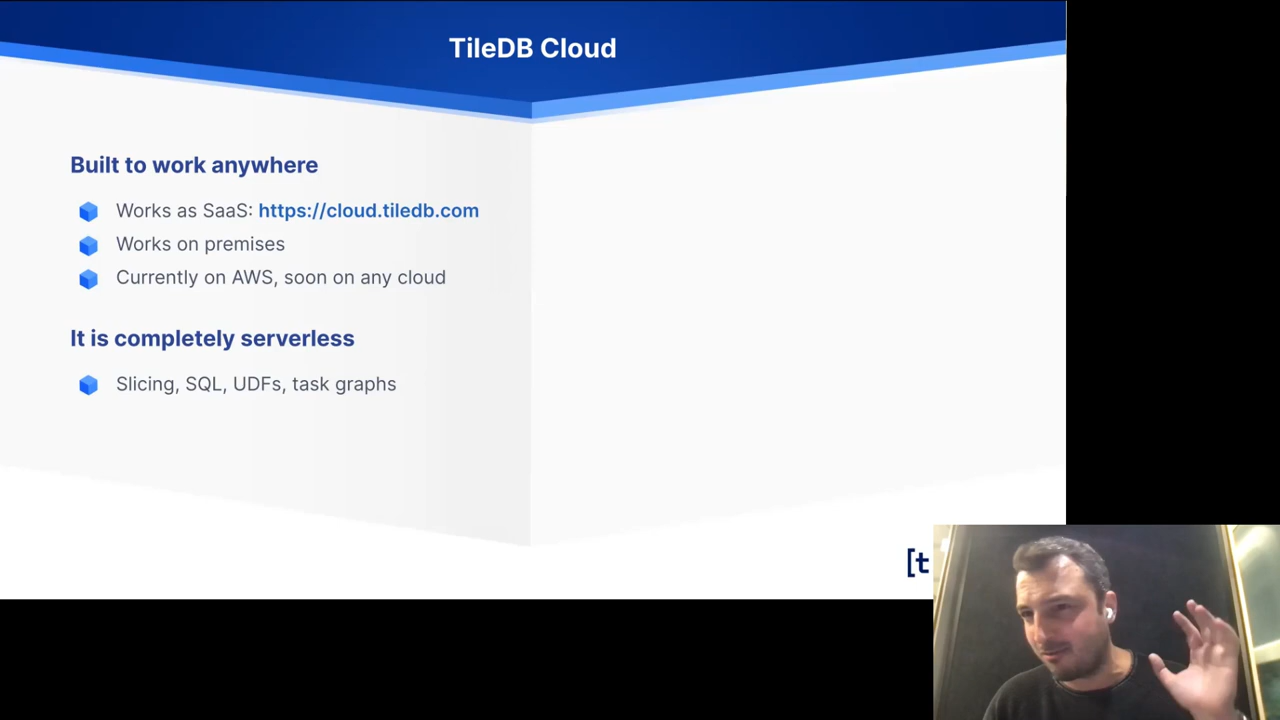 TileDB Cloud
Built to work anywhere
Works as SaaS: https://cloud.tiledb.com
Works on premises
Currently on AWS, soon on any cloud
It is completely serverless
Slicing, SQL, UDFs, task graphs
[t